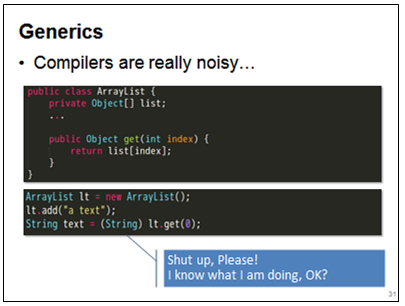 Generics
• Compilers are really noisy…
public class ArrayList {
    private Object[] list;
    ...
    public Object get(int index) {
        return list[index];
    }
}
ArrayList lt = new ArrayList();
lt.add("a text");
String text = (String) lt.get(0);
Shut up, Please!
I know what I am doing, OK?
31